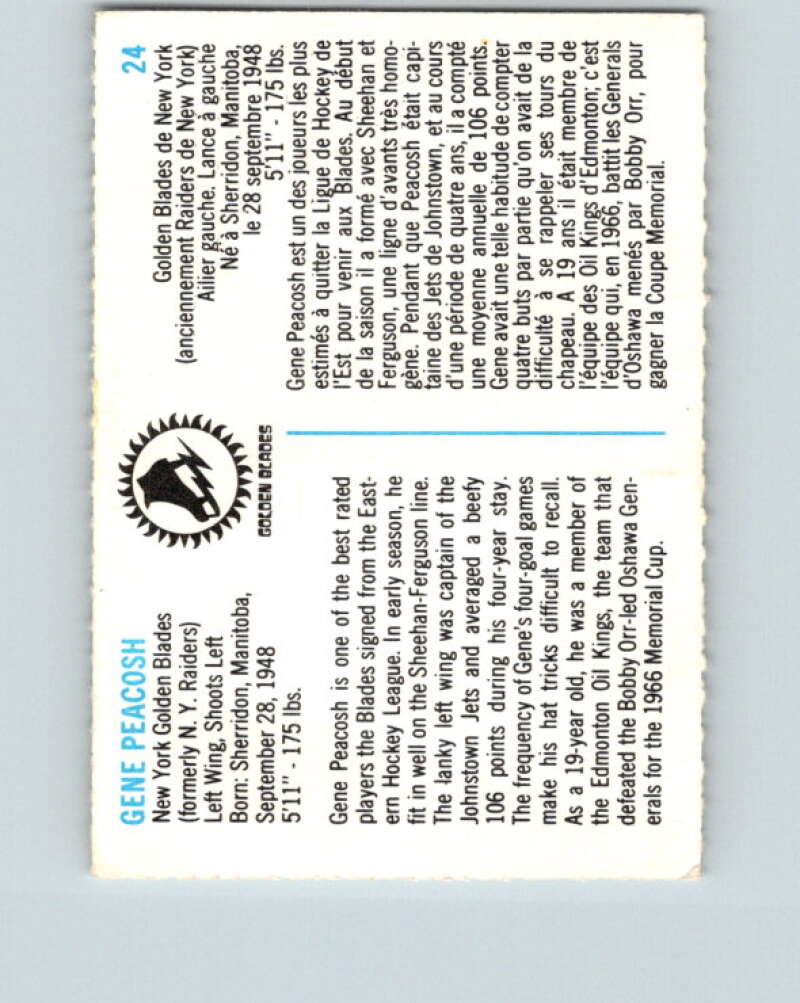 GENE PEACOSH
New York Golden Blades
(formerly N. Y. Raiders)
Left Wing, Shoots Left
Born: Sherridon, Manitoba,
September 28, 1948
5'11" - 175 lbs.
Gene Peacosh is one of the best rated
players the Blades signed from the East-
ern Hockey League. In early season, he
fit in well on the Sheehan-Ferguson line.
The lanky left wing was captain of the
Johnstown Jets and averaged a beefy
106 points during his four-year stay.
The frequency of Gene's four-goal games
make his hat tricks difficult to recall.
As a 19-year old, he was a member of
the Edmonton Oil Kings, the team that
defeated the Bobby Orr-led Oshawa Gen-
erals for the 1966 Memorial Cup.
GOLDEN BLADES
24
Golden Blades de New York
(anciennement Raiders de New York)
Ailier gauche. Lance à gauche
Né à Sherridon, Manitoba,
le 28 septembre 1948
5'11" - 175 lbs.
Gene Peacosh est un des joueurs les plus
estimés à quitter la Ligue de Hockey de
l'Est pour venir aux Blades. Au début
de la saison il a formé avec Sheehan et
Ferguson, une ligne d'avants très homo-
gène. Pendant que Peacosh était capi-
taine des Jets de Johnstown, et au cours
d'une période de quatre ans, il a compté
une moyenne annuelle de 106 points.
Gene avait une telle habitude de compter
quatre buts par partie qu'on avait de la
difficulté à se rappeler ses tours du
chapeau. A 19 ans il était membre de
l'équipe des Oil Kings d'Edmonton; c'est
l'équipe qui, en 1966, battit les Generals
d'Oshawa menés par Bobby Orr, pour
gagner la Coupe Memorial.